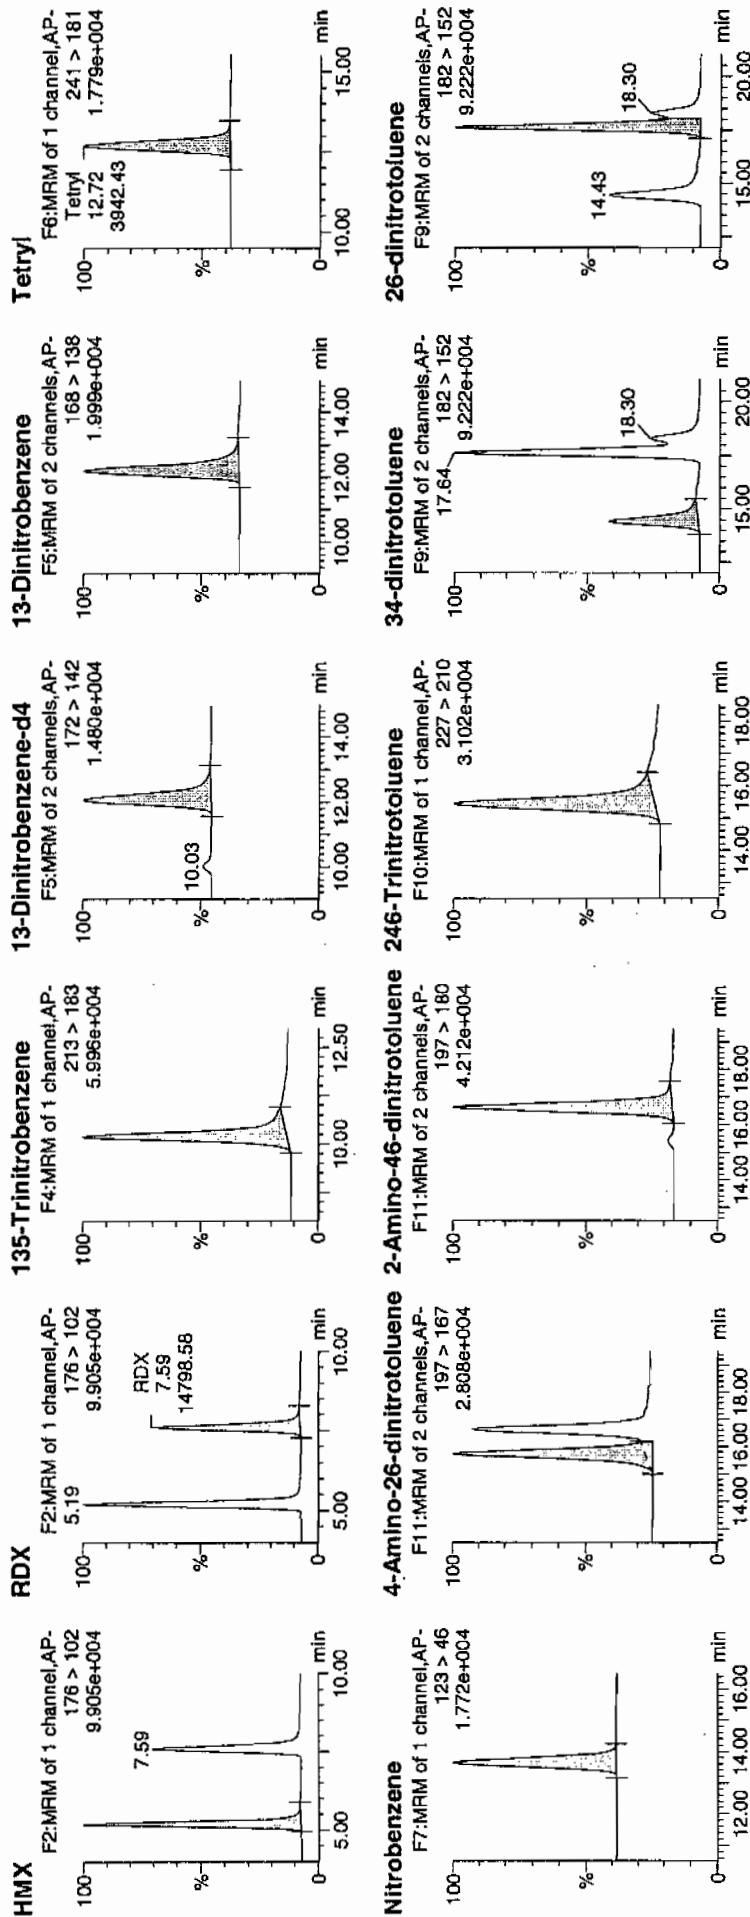 HMX
F2:MRM of 1 channel,AP-
176 > 102
9.905e+004
100
7.59
%
0
5.00
10.00
min
RDX
F2:MRM of 1 channel,AP-
176 > 102
9.905e+004
100
5.19
RDX
7.59
14798.58
%
0
5.00
10.00
min
135-Trinitrobenzene
F4:MRM of 1 channel,AP-
213 > 183
5.996e+004
100
%
0
10.00
12.50
min
13-Dinitrobenzene-d4
F5:MRM of 2 channels,AP-
172 > 142
1.480e+004
100
10.03
%
0
10.00
12.00
14.00
min
13-Dinitrobenzene
F5:MRM of 2 channels,AP-
168 > 138
1.999e+004
100
%
0
10.00
12.00
14.00
min
Tetryl
F6:MRM of 1 channel,AP-
241 > 181
1.779e+004
100
Tetryl
12.72
3942.43
%
0
10.00
15.00
min
Nitrobenzene
F7:MRM of 1 channel,AP-
123 > 46
1.772e+004
100
%
0
12.00
14.00
16.00
min
4-Amino-26-dinitrotoluene
F11:MRM of 2 channels,AP-
197 > 167
2.808e+004
100
%
0
14.00
16.00
18.00
min
2-Amino-46-dinitrotoluene
F11:MRM of 2 channels,AP-
197 > 180
4.212e+004
100
%
0
14.00
16.00
18.00
min
246-Trinitrotoluene
F10:MRM of 1 channel,AP-
227 > 210
3.102e+004
100
%
0
14.00
16.00
18.00
min
34-dinitrotoluene
F9:MRM of 2 channels,AP-
182 > 152
9.222e+004
100
17.64
18.30
%
0
15.00
20.00
min
26-dinitrotoluene
F9:MRM of 2 channels,AP-
182 > 152
9.222e+004
100
14.43
18.30
%
0
15.00
20.00
min